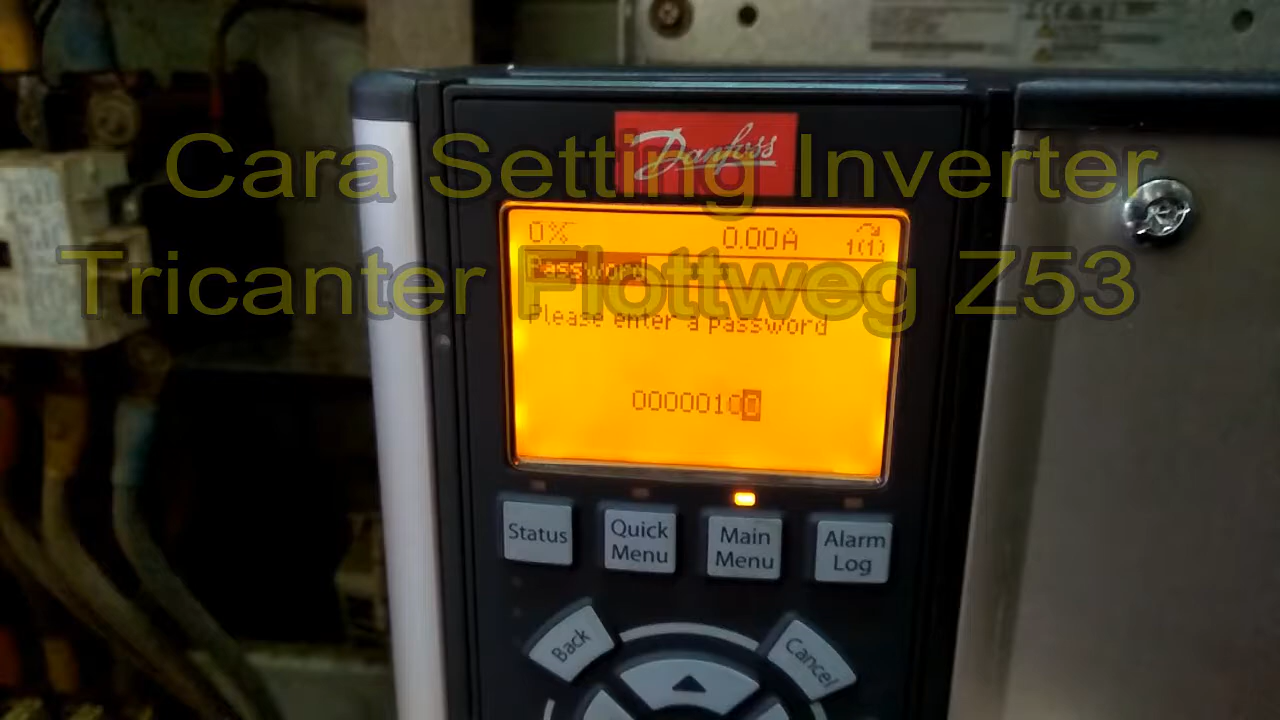 Danfoss
Cara Setting Inverter
0% 0.00A 1(1)
Tricanter Flottweg Z53
Password
Please enter a password
00000100
Status
Quick Menu
Main Menu
Alarm Log
Back
Cancel